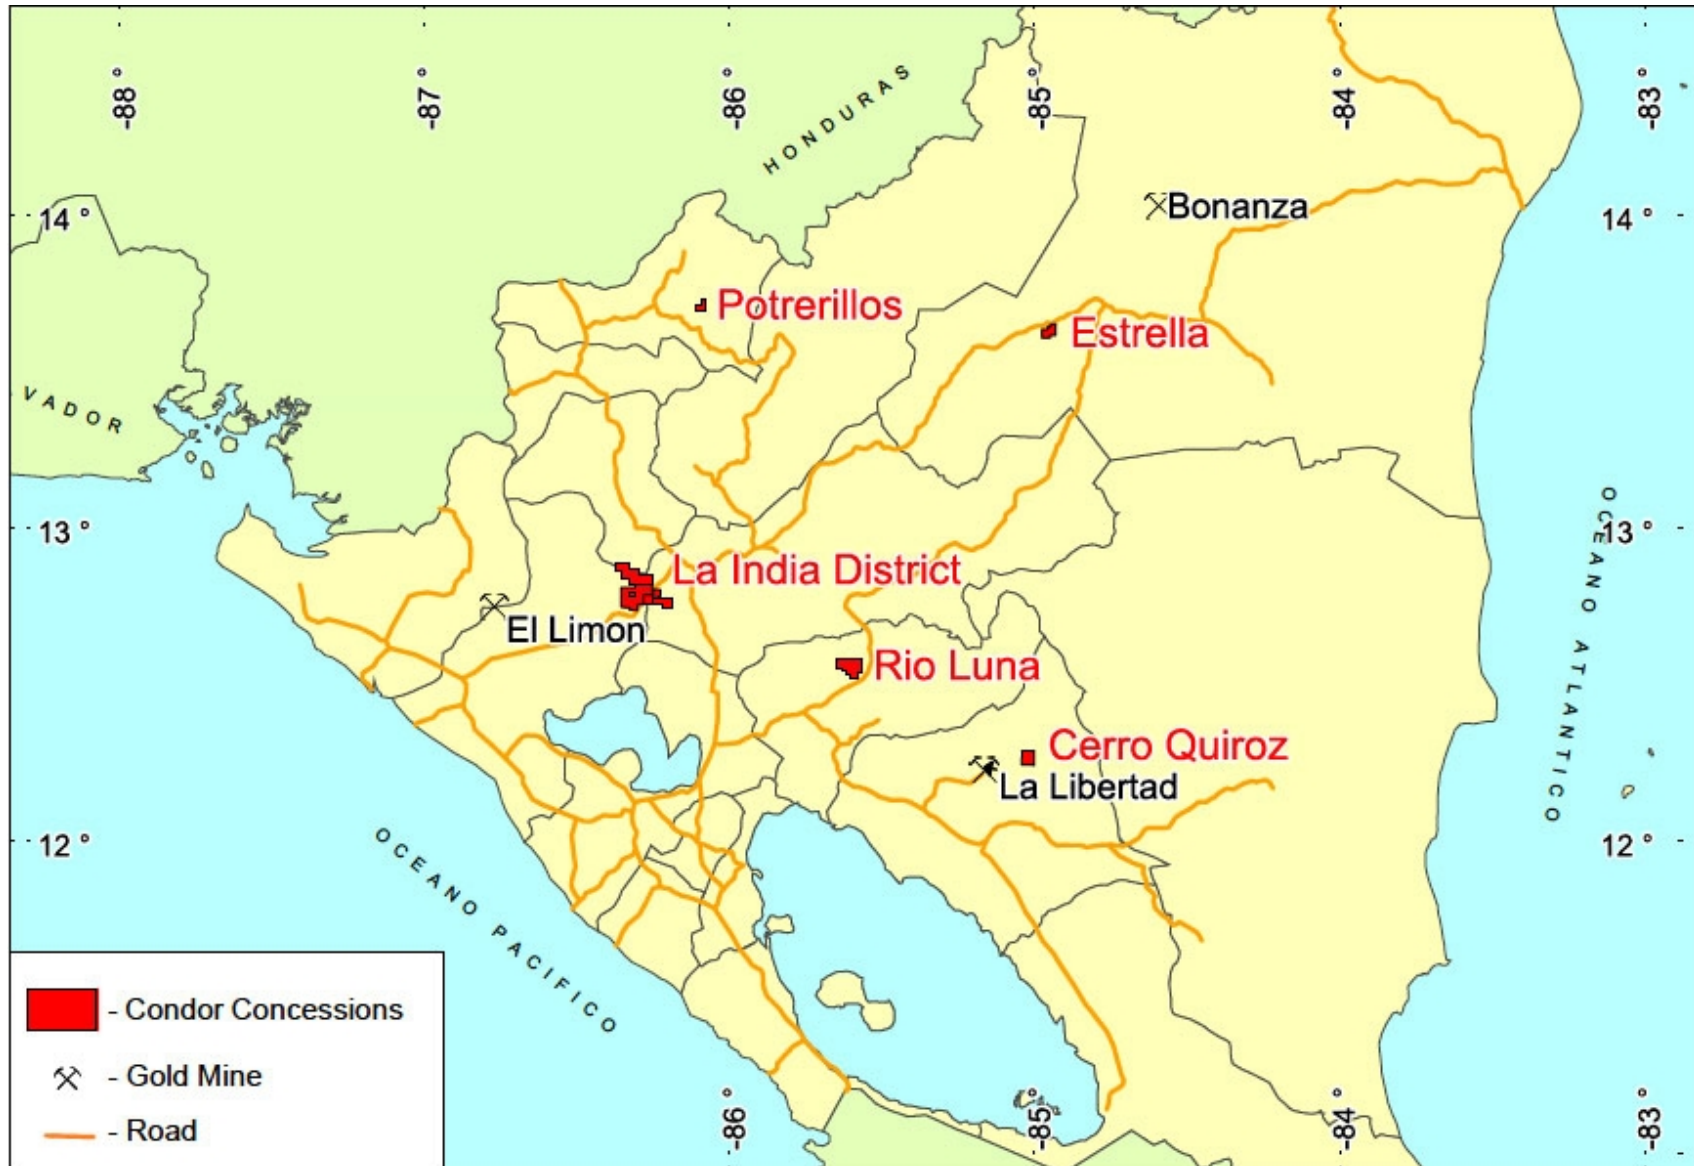 -88°
-87°
-86°
-85°
-84°
-83°
HONDURAS
14°
Bonanza
14°
Potrerillos
Estrella
VADOR
13°
OCEANO ATLANTICO
13°
La India District
El Limon
Rio Luna
Cerro Quiroz
La Libertad
12°
OCEANO PACIFICO
12°
- Condor Concessions
- Gold Mine
- Road
-86°
-85°
-84°
-83°